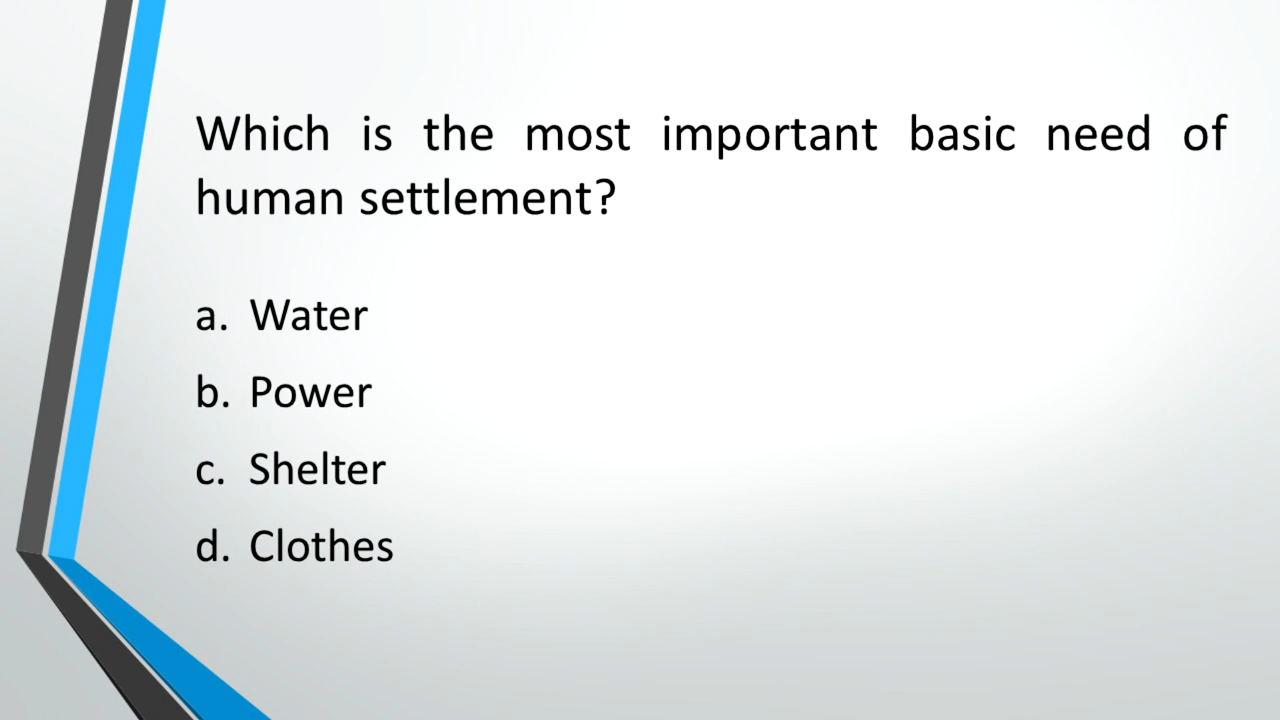 Which is the most important basic need of
human settlement?
a. Water
b. Power
c. Shelter
d. Clothes